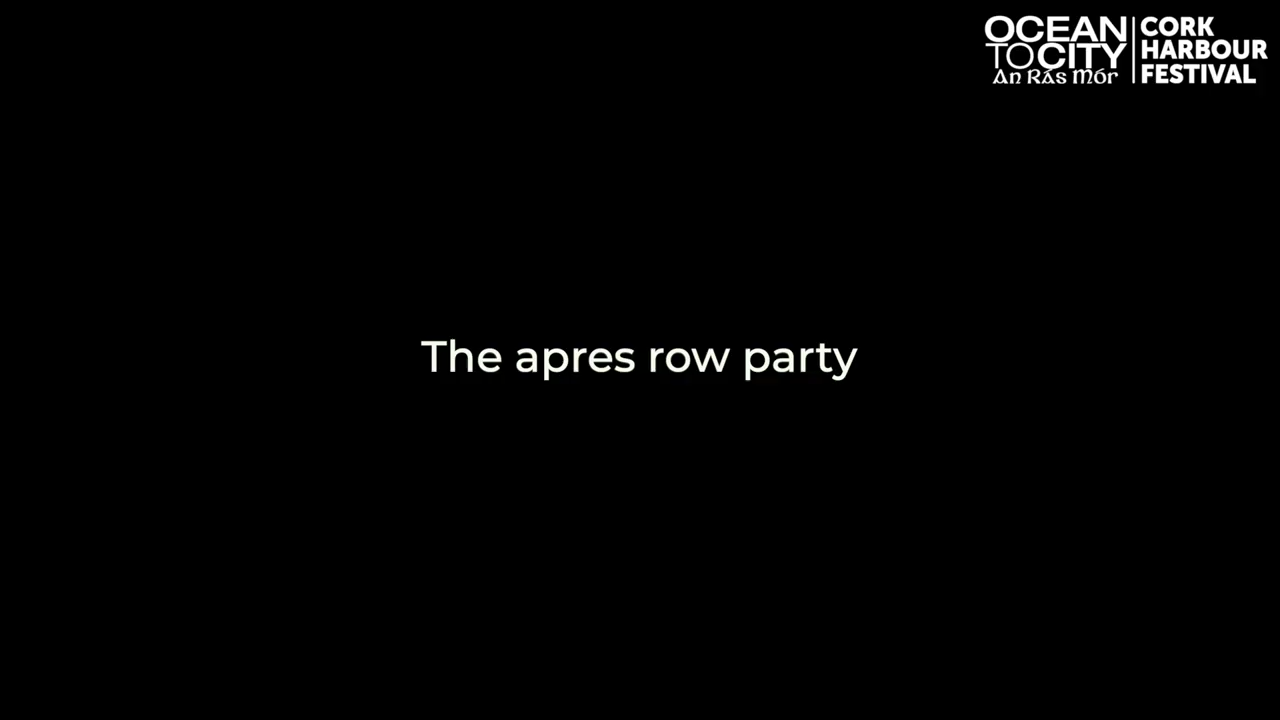 OCEAN
TO CITY
An Rás Mór
CORK
HARBOUR
FESTIVAL
The apres row party